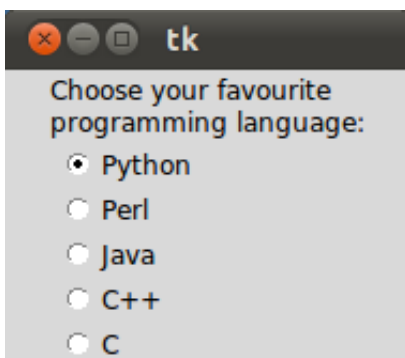 tk
Choose your favourite
programming language:
Python
Perl
Java
C++
C